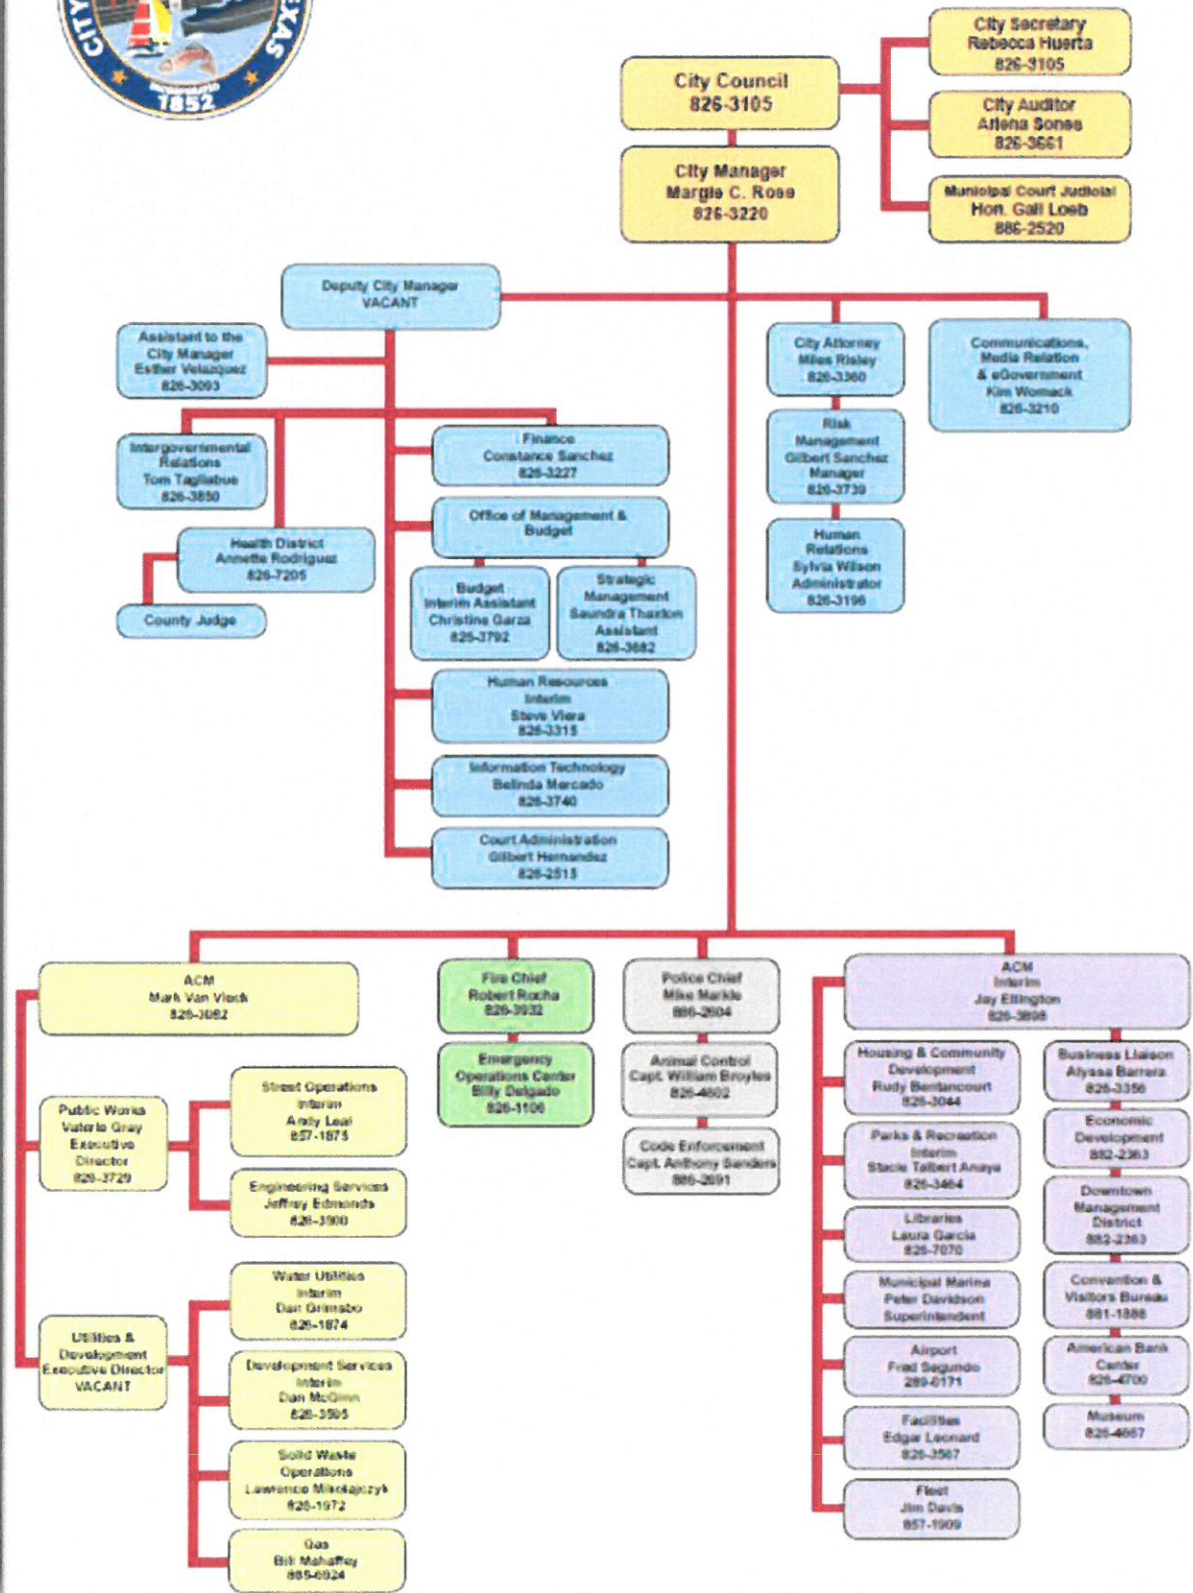 CITY
TEXAS
INCORPORATED
1852
City Council
826-3105
City Manager
Margie C. Rose
826-3220
City Secretary
Rebecca Huerta
826-3105
City Auditor
Arlena Sones
826-3661
Municipal Court Judicial
Hon. Gail Loeb
886-2520
Deputy City Manager
VACANT
Assistant to the
City Manager
Esther Velazquez
826-3093
Intergovernmental
Relations
Tom Tagliabue
826-3850
Health District
Annette Rodriguez
826-7205
County Judge
Finance
Constance Sanchez
826-3227
Office of Management &
Budget
Budget
Interim Assistant
Christine Garza
826-3792
Strategic
Management
Saundra Thaxton
Assistant
826-3682
Human Resources
Interim
Steve Viera
826-3315
Information Technology
Belinda Mercado
826-3740
Court Administration
Gilbert Hernandez
826-2515
City Attorney
Miles Risley
826-3360
Risk
Management
Gilbert Sanchez
Manager
826-3739
Human
Relations
Sylvia Wilson
Administrator
826-3196
Communications,
Media Relation
& eGovernment
Kim Womack
826-3210
ACM
Mark Van Vleck
826-3082
Public Works
Valerie Gray
Executive
Director
826-3729
Street Operations
Interim
Andy Leal
857-1875
Engineering Services
Jeffrey Edmonds
826-3500
Utilities &
Development
Executive Director
VACANT
Water Utilities
Interim
Dan Grimsbo
826-1874
Development Services
Interim
Dan McGinn
826-3595
Solid Waste
Operations
Lawrence Mikolajczyk
826-1972
Gas
Bill Mahaffey
885-6924
Fire Chief
Robert Rocha
826-3932
Emergency
Operations Center
Billy Delgado
826-1106
Police Chief
Mike Markle
886-2604
Animal Control
Capt. William Broyles
826-4602
Code Enforcement
Capt. Anthony Sanders
886-2691
ACM
Interim
Jay Ellington
826-3898
Housing & Community
Development
Rudy Bentancourt
826-3044
Parks & Recreation
Interim
Stacie Talbert Anaya
826-3464
Libraries
Laura Garcia
826-7070
Municipal Marina
Peter Davidson
Superintendent
Airport
Fred Segundo
289-0171
Facilities
Edgar Leonard
826-3567
Fleet
Jim Davis
857-1909
Business Liaison
Alyssa Barrera
826-3356
Economic
Development
882-2363
Downtown
Management
District
882-2363
Convention &
Visitors Bureau
881-1888
American Bank
Center
826-4700
Museum
826-4667